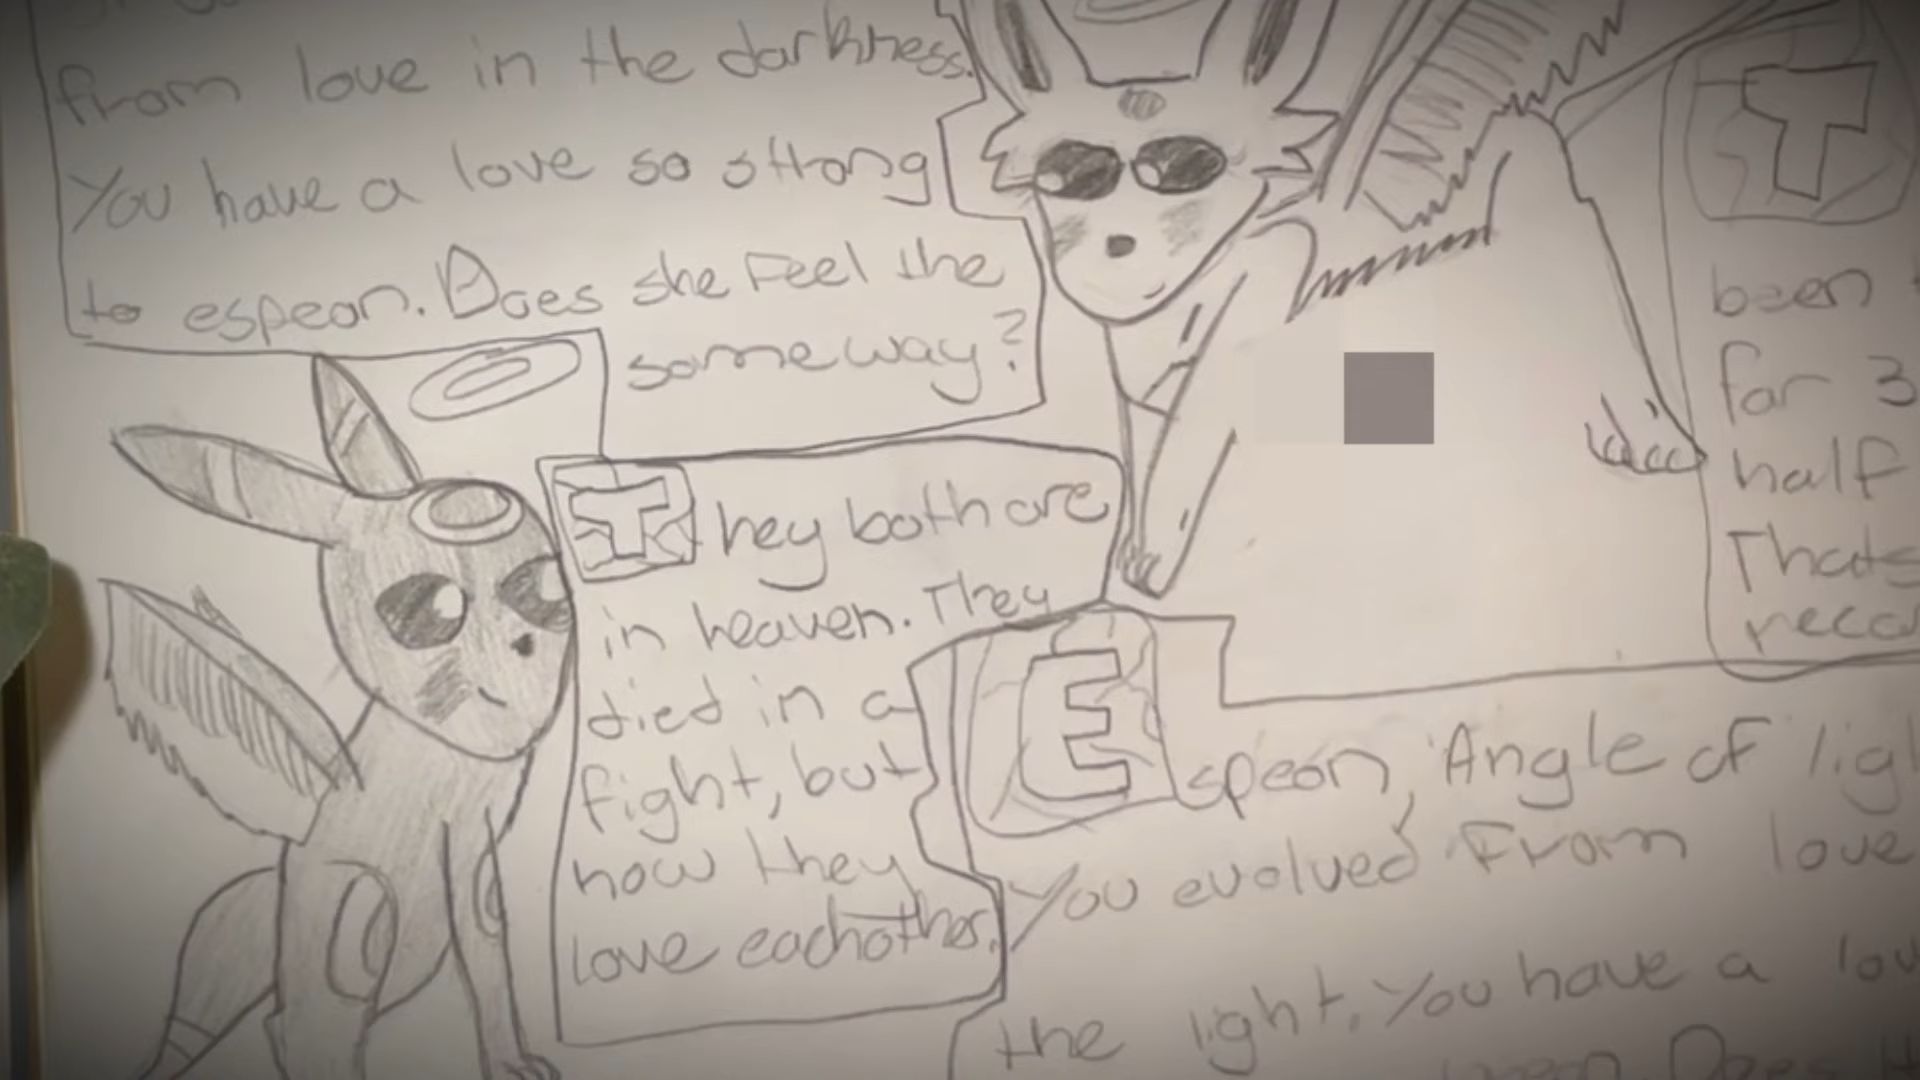 from love in the darkness.
You have a love so strong
to espeon. Does she Feel the
same way?
They both are
in heaven. They
died in a
fight, but
now they
love eachother.
Espeon, Angle of
You evolved From love
the light, You have a
Does
T
been
for 3
half
Thats